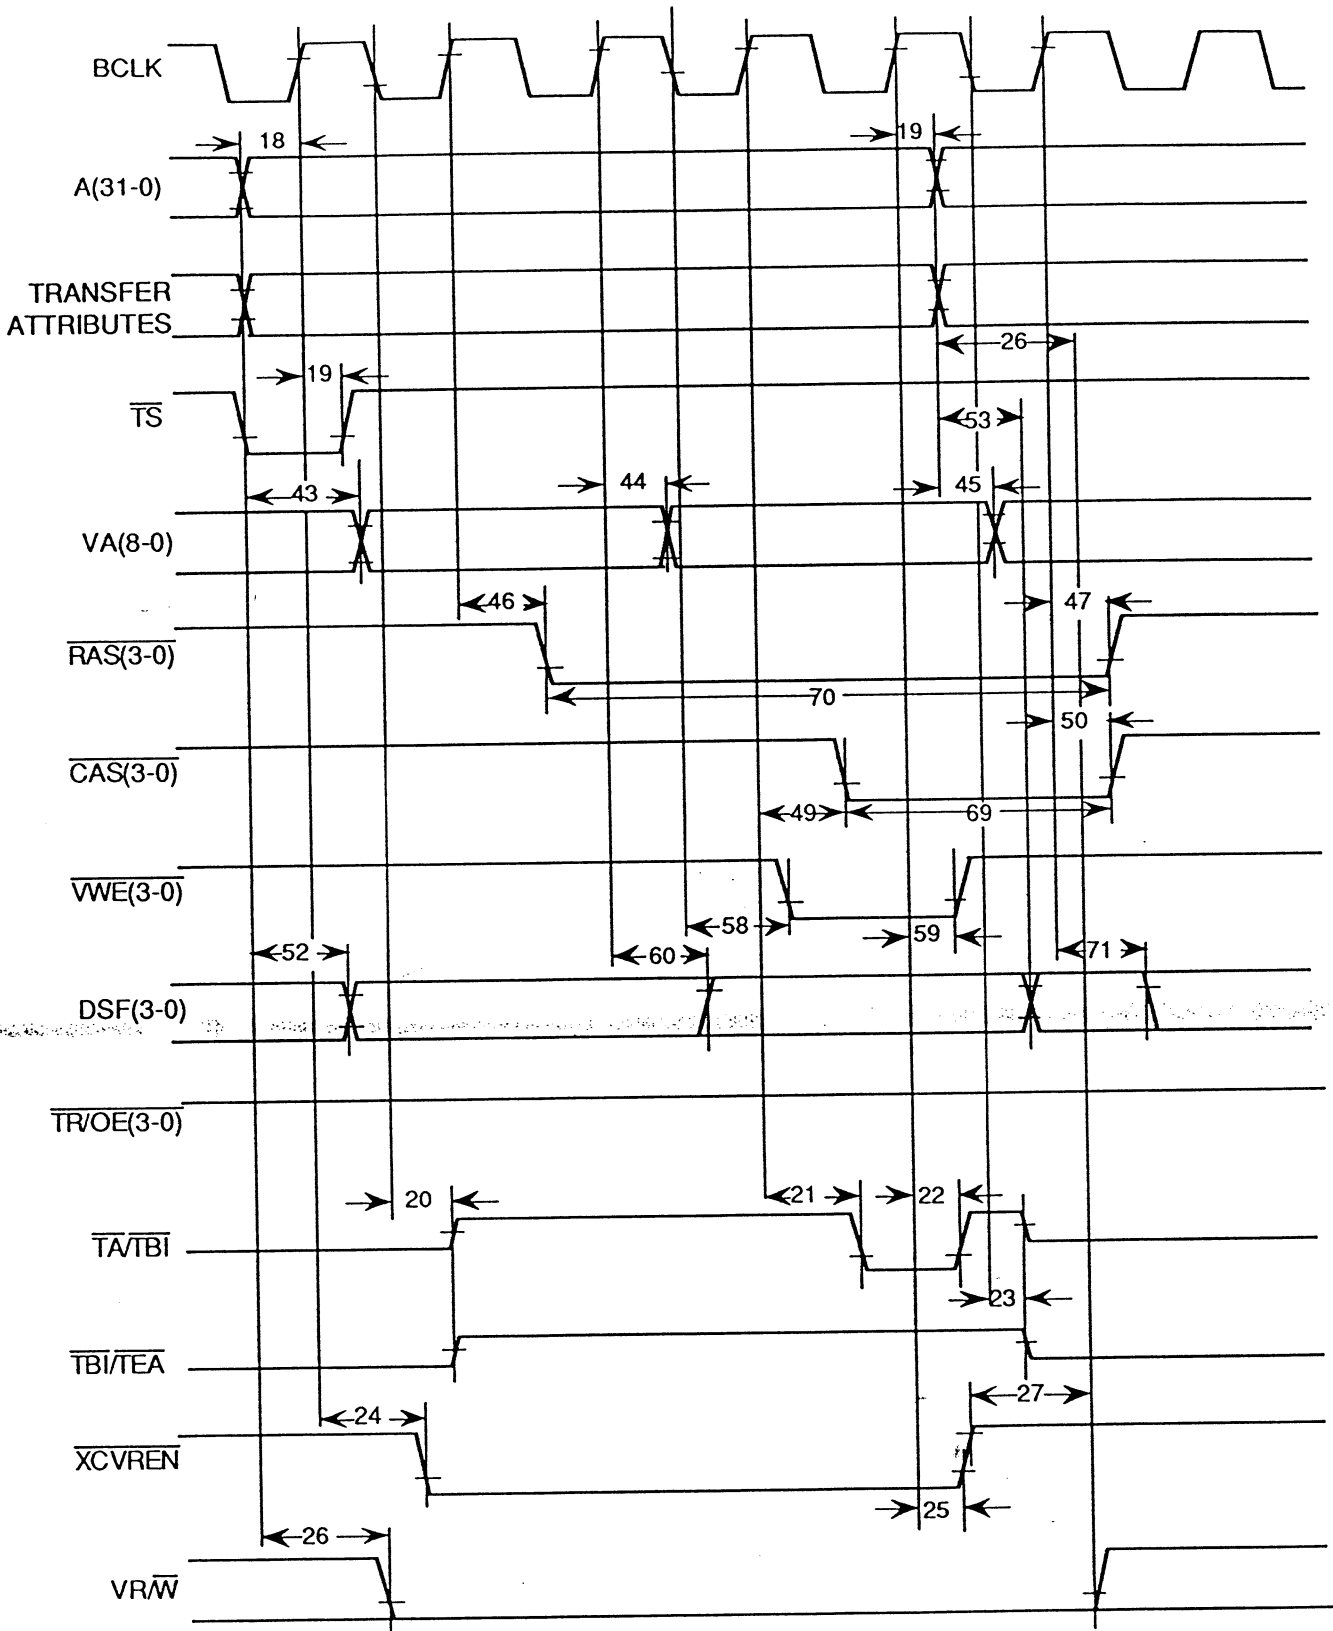 BCLK
18
19
A(31-0)
TRANSFER
ATTRIBUTES
26
19
TS
53
43
44
45
VA(8-0)
46
47
RAS(3-0)
70
50
CAS(3-0)
49
69
VWE(3-0)
58
59
52
60
71
DSF(3-0)
TR/OE(3-0)
20
21
22
TA/TBI
23
TBI/TEA
27
24
XCVREN
25
26
VR/W